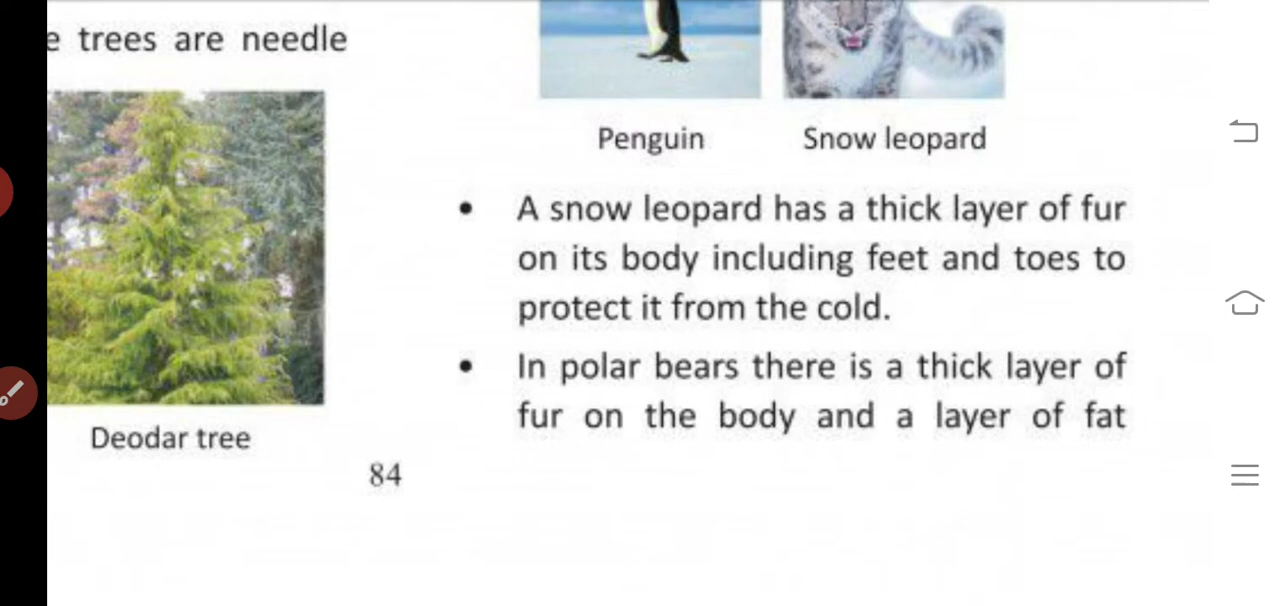 e trees are needle
Deodar tree
Penguin
Snow leopard
• A snow leopard has a thick layer of fur
on its body including feet and toes to
protect it from the cold.
• In polar bears there is a thick layer of
fur on the body and a layer of fat
84